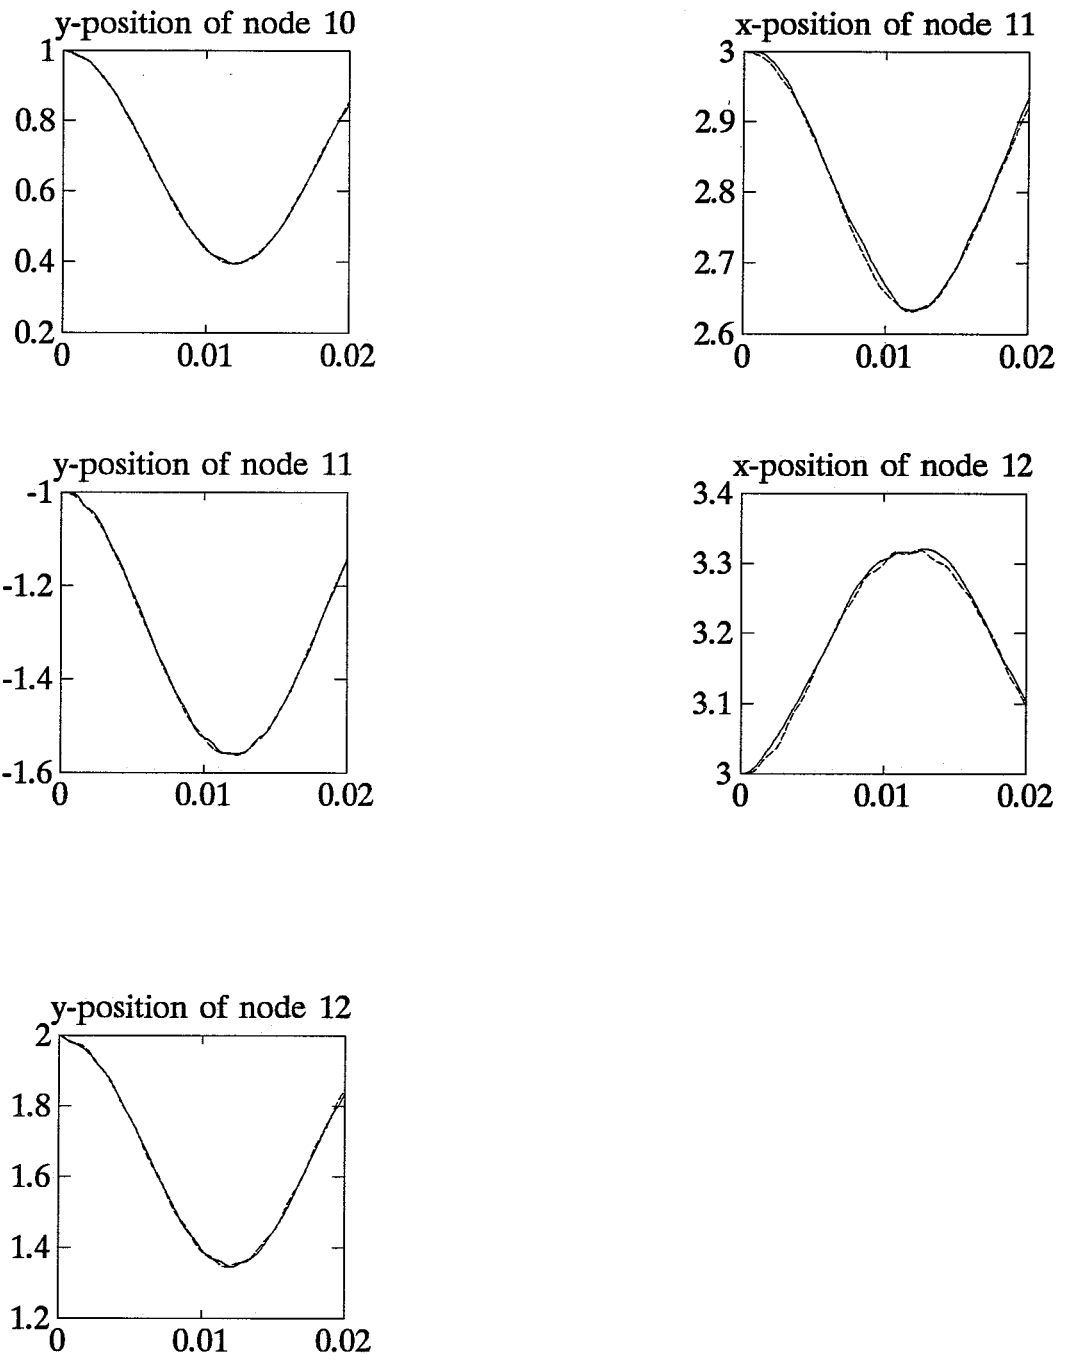 y-position of node 10
1
0.8
0.6
0.4
0.2
0 0.01 0.02
x-position of node 11
3
2.9
2.8
2.7
2.6
0 0.01 0.02
y-position of node 11
-1
-1.2
-1.4
-1.6
0 0.01 0.02
x-position of node 12
3.4
3.3
3.2
3.1
3
0 0.01 0.02
y-position of node 12
2
1.8
1.6
1.4
1.2
0 0.01 0.02